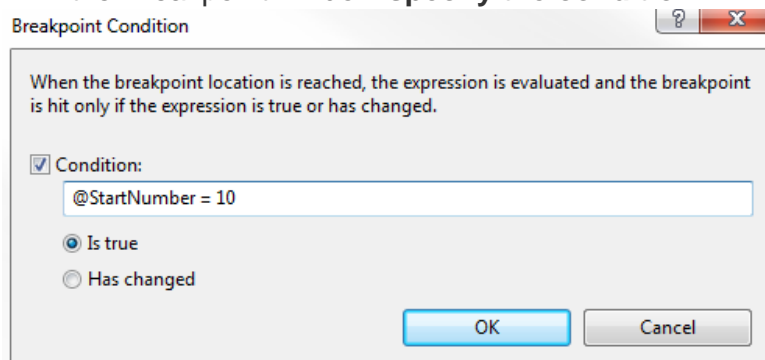 Breakpoint Condition
When the breakpoint location is reached, the expression is evaluated and the breakpoint
is hit only if the expression is true or has changed.
Condition:
@StartNumber = 10
Is true
Has changed
OK Cancel